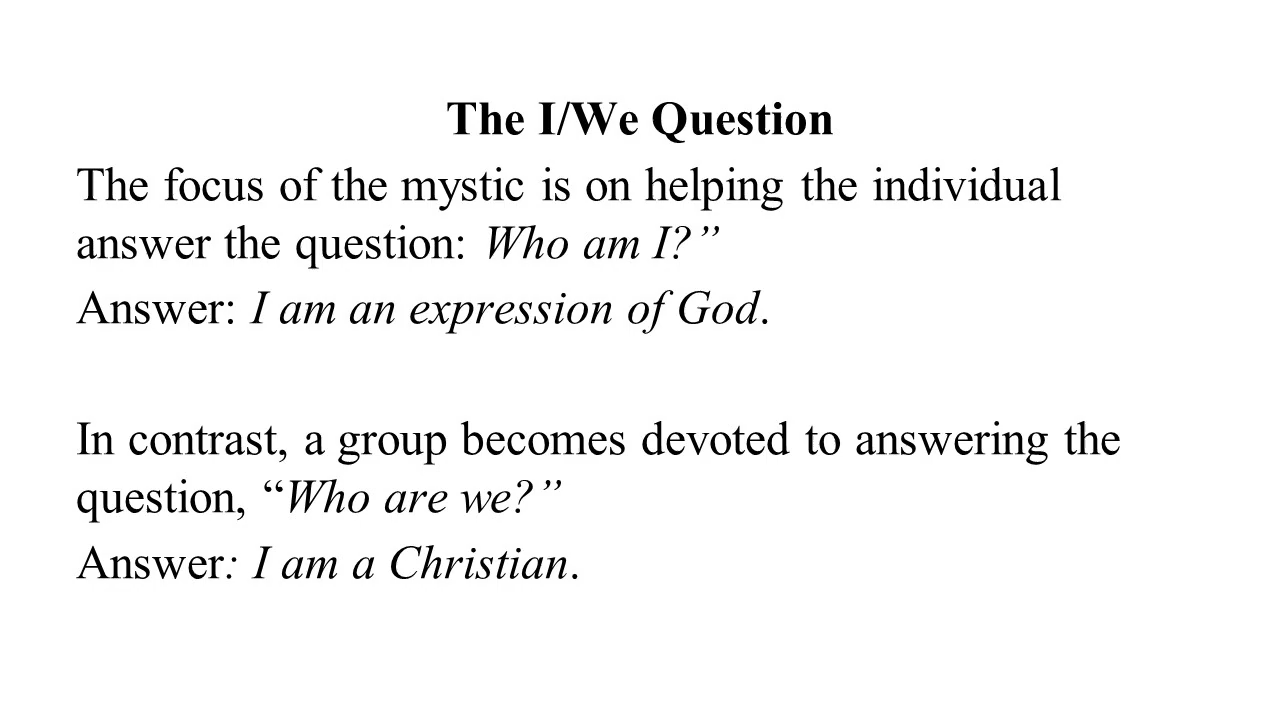 The I/We Question
The focus of the mystic is on helping the individual
answer the question: Who am I?”
Answer: I am an expression of God.
In contrast, a group becomes devoted to answering the
question, “Who are we?”
Answer: I am a Christian.